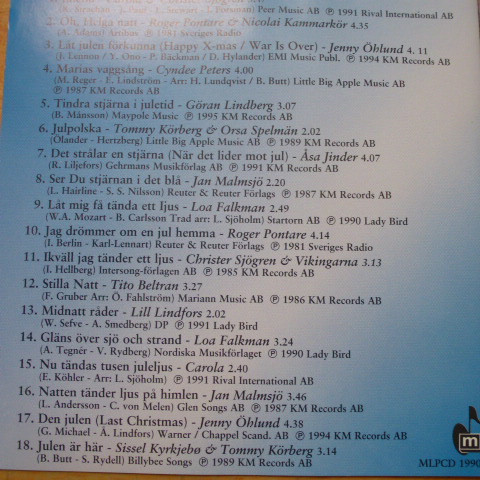 (B. Strachan - E. Stewart - L. Forsman) Peer Music AB ℗ 1991 Rival International AB
2. Oh, Helga natt - Roger Pontare & Nicolai Kammarkör 4.35
(A. Adam) Artibus ℗ 1981 Sveriges Radio
3. Låt julen förkunna (Happy X-mas / War Is Over) - Jenny Öhlund 4. 11
(J. Lennon / Y. Ono - P. Bäckman / D. Hylander) EMI Music Publ. ℗ 1994 KM Records AB
4. Marias vaggsång - Cyndee Peters 4.00
(M. Reger - E. Lindström - Arr: H. Lundqvist / B. Butt) Little Big Apple Music AB
℗ 1987 KM Records AB
5. Tindra stjärna i juletid - Göran Lindberg 3.07
(B. Månsson) Maypole Music ℗ 1995 KM Records AB
6. Julpolska - Tommy Körberg & Orsa Spelmän 2.02
(Ölander - Hertzberg) Little Big Apple Music AB ℗ 1989 KM Records AB
7. Det strålar en stjärna (När det lider mot jul) - Åsa Jinder 4.07
(R. Liljefors) Gehrmans Musikförlag AB ℗ 1991 KM Records AB
8. Ser Du stjärnan i det blå - Jan Malmsjö 2.20
(L. Hairline - S. S. Nilsson) Reuter & Reuter Förlags ℗ 1987 KM Records AB
9. Låt mig få tända ett ljus - Loa Falkman 2.49
(W.A. Mozart - B. Carlsson Trad arr L. Sjöholm) Startorn AB ℗ 1990 Lady Bird
10. Jag drömmer om en jul hemma - Roger Pontare 4.14
(I. Berlin - Karl-Lennart) Reuter & Reuter Förlags ℗ 1981 Sveriges Radio
11. Ikväll jag tänder ett ljus - Christer Sjögren & Vikingarna 3.13
(I. Hellberg) Intersong-förlagen AB ℗ 1985 KM Records AB
12. Stilla Natt - Tito Beltran 3.27
(F. Gruber Arr Ö. Fahlström) Mariann Music AB ℗ 1986 KM Records AB
13. Midnatt råder - Lill Lindfors 2.02
(W. Sefve - A. Smedberg) DP ℗ 1991 Lady Bird
14. Gläns över sjö och strand - Loa Falkman 3.24
(A. Tegnér - V. Rydberg) Nordiska Musikförlaget ℗ 1990 Lady Bird
15. Nu tändas tusen juleljus - Carola 2.40
(E. Köhler - Arr: L. Sjöholm) ℗ 1991 Rival International AB
16. Natten tänder ljus på himlen - Jan Malmsjö 3.46
(L. Andersson - C. von Melen) Glen Songs AB ℗ 1987 KM Records AB
17. Den julen (Last Christmas) - Jenny Öhlund 4.38
(G. Michael - Å. Lindfors) Warner / Chappel Scand. AB ℗ 1994 KM Records AB
18. Julen är här - Sissel Kyrkjebø & Tommy Körberg 3.14
(B. Butt - S. Rydell) Billybee Songs ℗ 1989 KM Records AB
m
MLPCD 1990